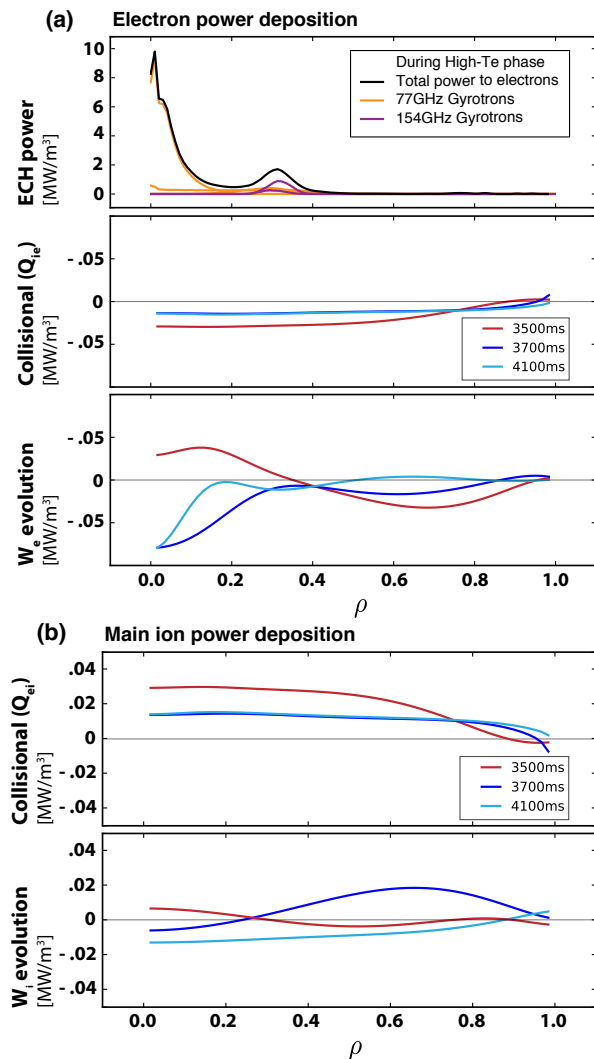 (a) Electron power deposition
10
8
6
4
2
0
ECH power
[MW/m³]
During High-Te phase
Total power to electrons
77GHz Gyrotrons
154GHz Gyrotrons
- .05
0
- .05
Collisional (Q_ie)
[MW/m³]
3500ms
3700ms
4100ms
- .05
0
- .05
W_e evolution
[MW/m³]
0.0 0.2 0.4 0.6 0.8 1.0
ρ
(b) Main ion power deposition
.04
.02
0
- .02
- .04
Collisional (Q_ei)
[MW/m³]
3500ms
3700ms
4100ms
.04
.02
0
- .02
- .04
W_i evolution
[MW/m³]
0.0 0.2 0.4 0.6 0.8 1.0
ρ